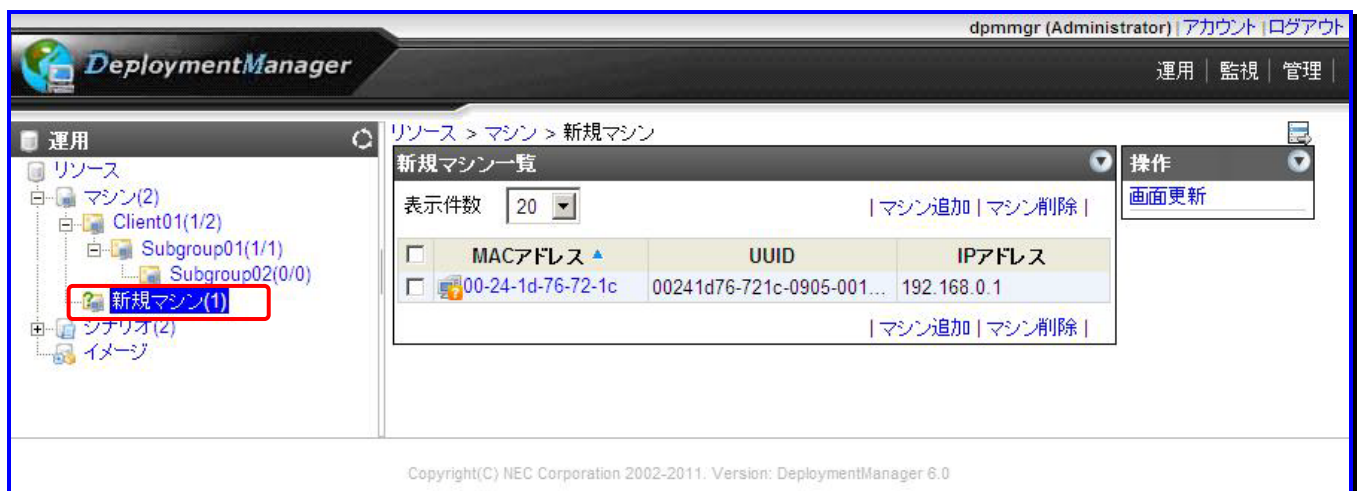 dpmmgr (Administrator) | アカウント | ログアウト
DeploymentManager
運用 | 監視 | 管理 |
運用
リソース
マシン(2)
Client01(1/2)
Subgroup01(1/1)
Subgroup02(0/0)
新規マシン(1)
シナリオ(2)
イメージ
リソース > マシン > 新規マシン
新規マシン一覧
表示件数 20 | マシン追加 | マシン削除 |
MACアドレス UUID IPアドレス
00-24-1d-76-72-1c 00241d76-721c-0905-001... 192.168.0.1
| マシン追加 | マシン削除 |
操作
画面更新
Copyright(C) NEC Corporation 2002-2011. Version: DeploymentManager 6.0